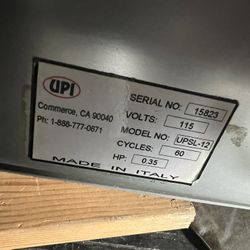 UPI
Commerce, CA 90040
Ph: 1-888-777-0671
SERIAL NO: 15823
VOLTS: 115
MODEL NO: UPSL-12
CYCLES: 60
HP: 0.35
MADE IN ITALY